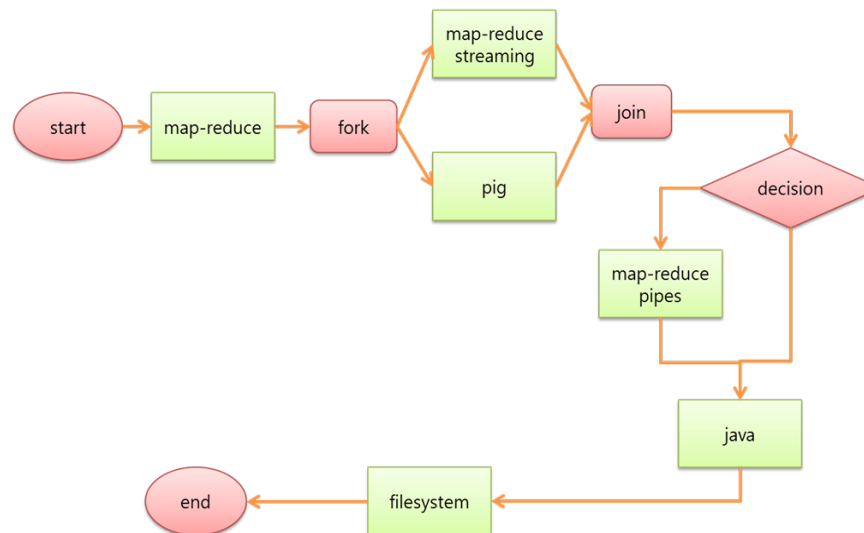 start
map-reduce
fork
map-reduce
streaming
pig
join
decision
map-reduce
pipes
java
filesystem
end